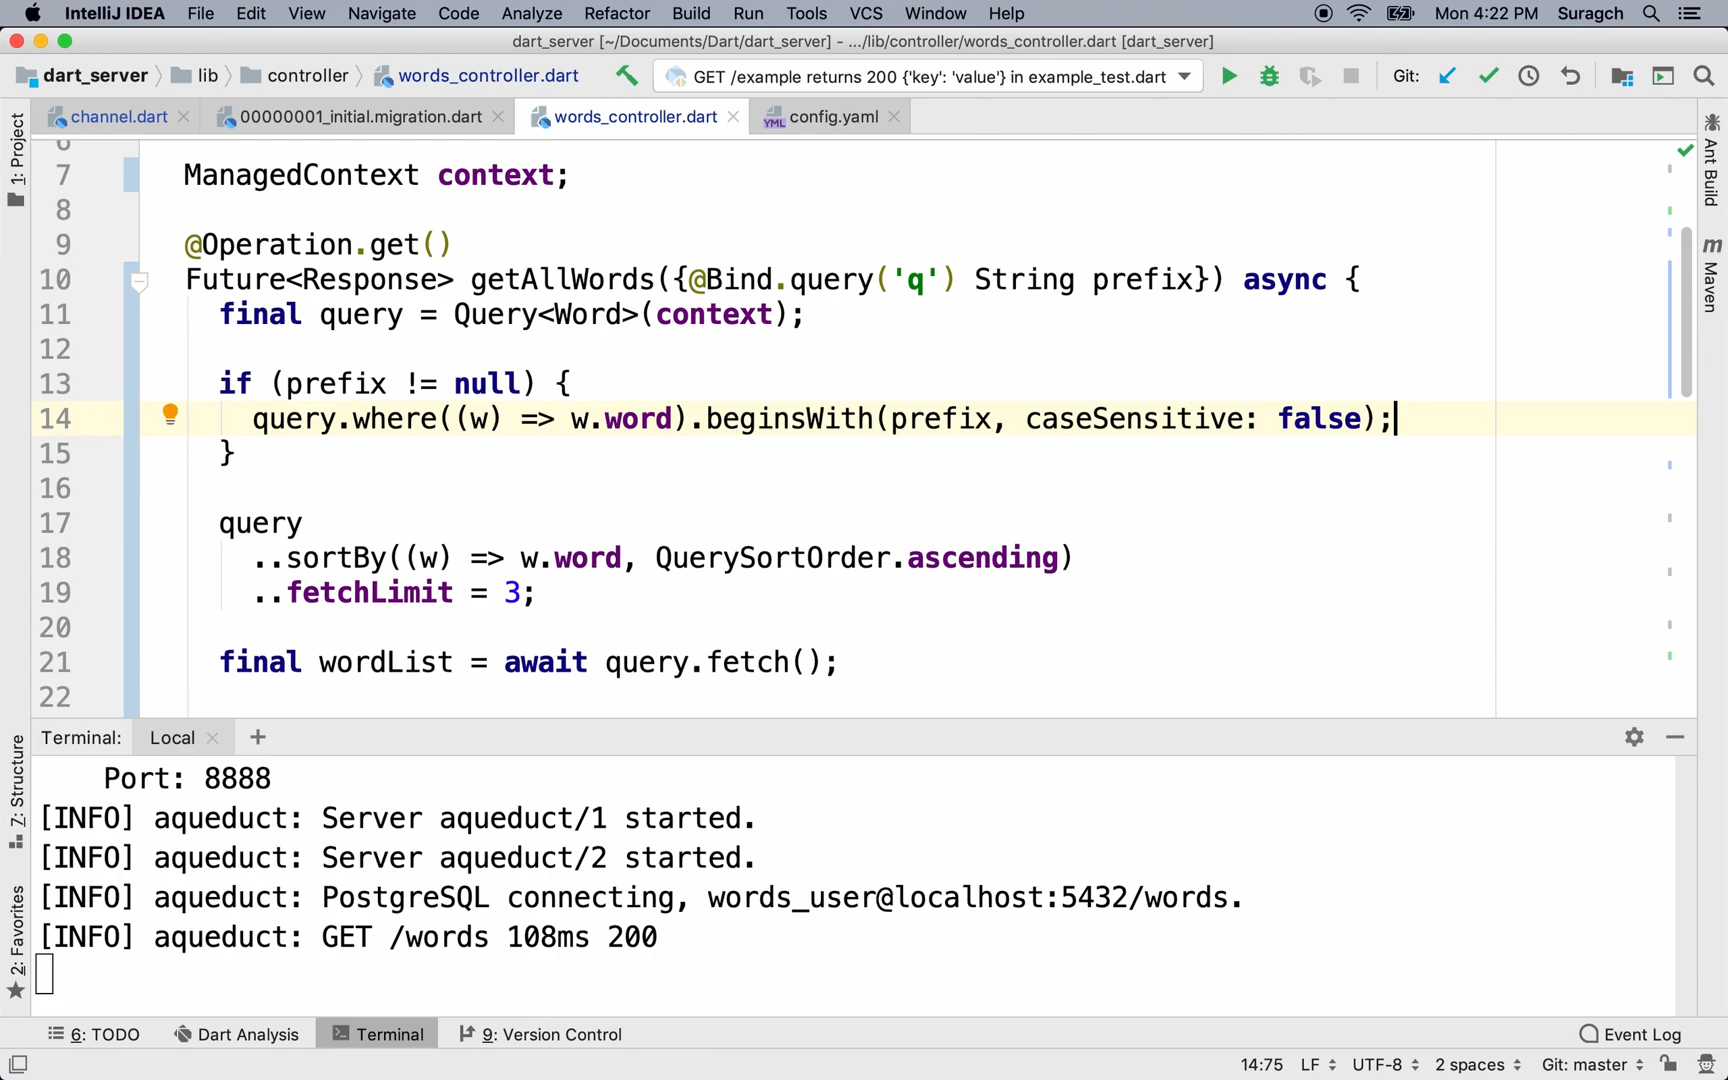 IntelliJ IDEA File Edit View Navigate Code Analyze Refactor Build Run Tools VCS Window Help Mon 4:22 PM Suragch
dart_server [~/Documents/Dart/dart_server] - .../lib/controller/words_controller.dart [dart_server]
dart_server lib controller words_controller.dart GET /example returns 200 {'key': 'value'} in example_test.dart Git:
channel.dart 00000001_initial.migration.dart words_controller.dart YML config.yaml
1: Project
Ant Build
m Maven
6
7 ManagedContext context;
8
9 @Operation.get()
10 Future<Response> getAllWords({@Bind.query('q') String prefix}) async {
11 final query = Query<Word>(context);
12
13 if (prefix != null) {
14 query.where((w) => w.word).beginsWith(prefix, caseSensitive: false);
15 }
16
17 query
18 ..sortBy((w) => w.word, QuerySortOrder.ascending)
19 ..fetchLimit = 3;
20
21 final wordList = await query.fetch();
22
Z: Structure
2: Favorites
Terminal: Local +
Port: 8888
[INFO] aqueduct: Server aqueduct/1 started.
[INFO] aqueduct: Server aqueduct/2 started.
[INFO] aqueduct: PostgreSQL connecting, words_user@localhost:5432/words.
[INFO] aqueduct: GET /words 108ms 200
6: TODO Dart Analysis Terminal 9: Version Control Event Log
14:75 LF UTF-8 2 spaces Git: master